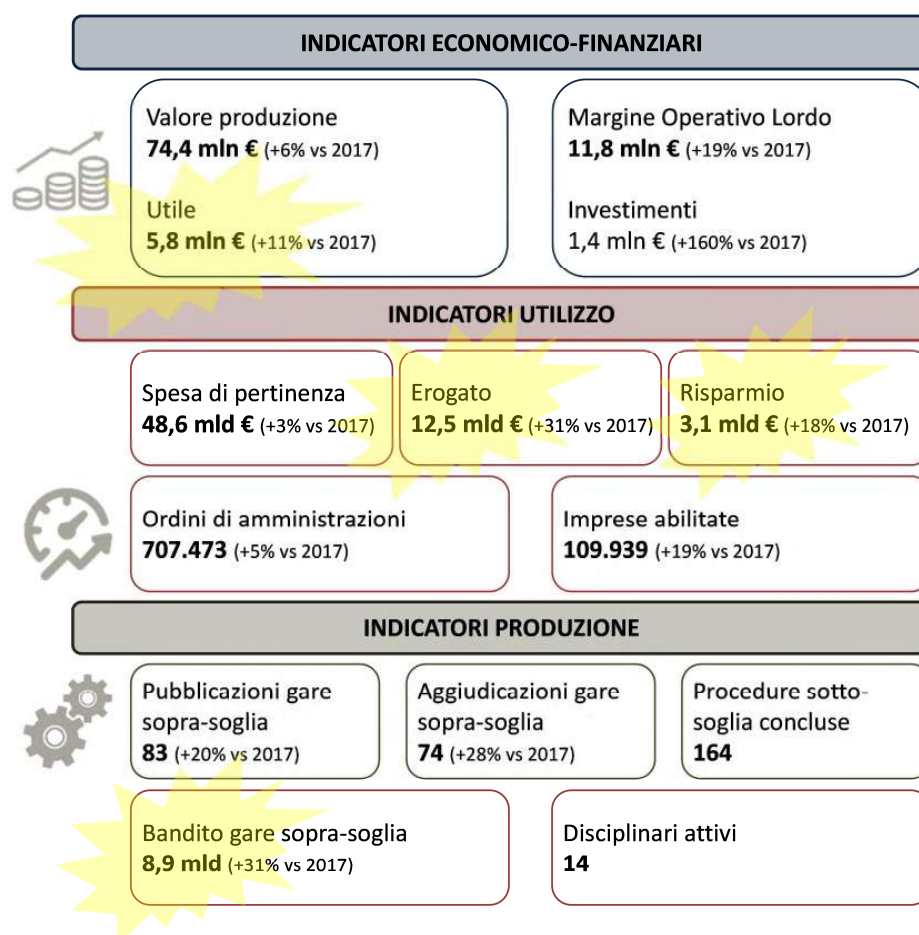 INDICATORI ECONOMICO-FINANZIARI
Valore produzione
74,4 mln € (+6% vs 2017)
Utile
5,8 mln € (+11% vs 2017)
Margine Operativo Lordo
11,8 mln € (+19% vs 2017)
Investimenti
1,4 mln € (+160% vs 2017)
INDICATORI UTILIZZO
Spesa di pertinenza
48,6 mld € (+3% vs 2017)
Erogato
12,5 mld € (+31% vs 2017)
Risparmio
3,1 mld € (+18% vs 2017)
Ordini di amministrazioni
707.473 (+5% vs 2017)
Imprese abilitate
109.939 (+19% vs 2017)
INDICATORI PRODUZIONE
Pubblicazioni gare
sopra-soglia
83 (+20% vs 2017)
Aggiudicazioni gare
sopra-soglia
74 (+28% vs 2017)
Procedure sotto-
soglia concluse
164
Bandito gare sopra-soglia
8,9 mld (+31% vs 2017)
Disciplinari attivi
14